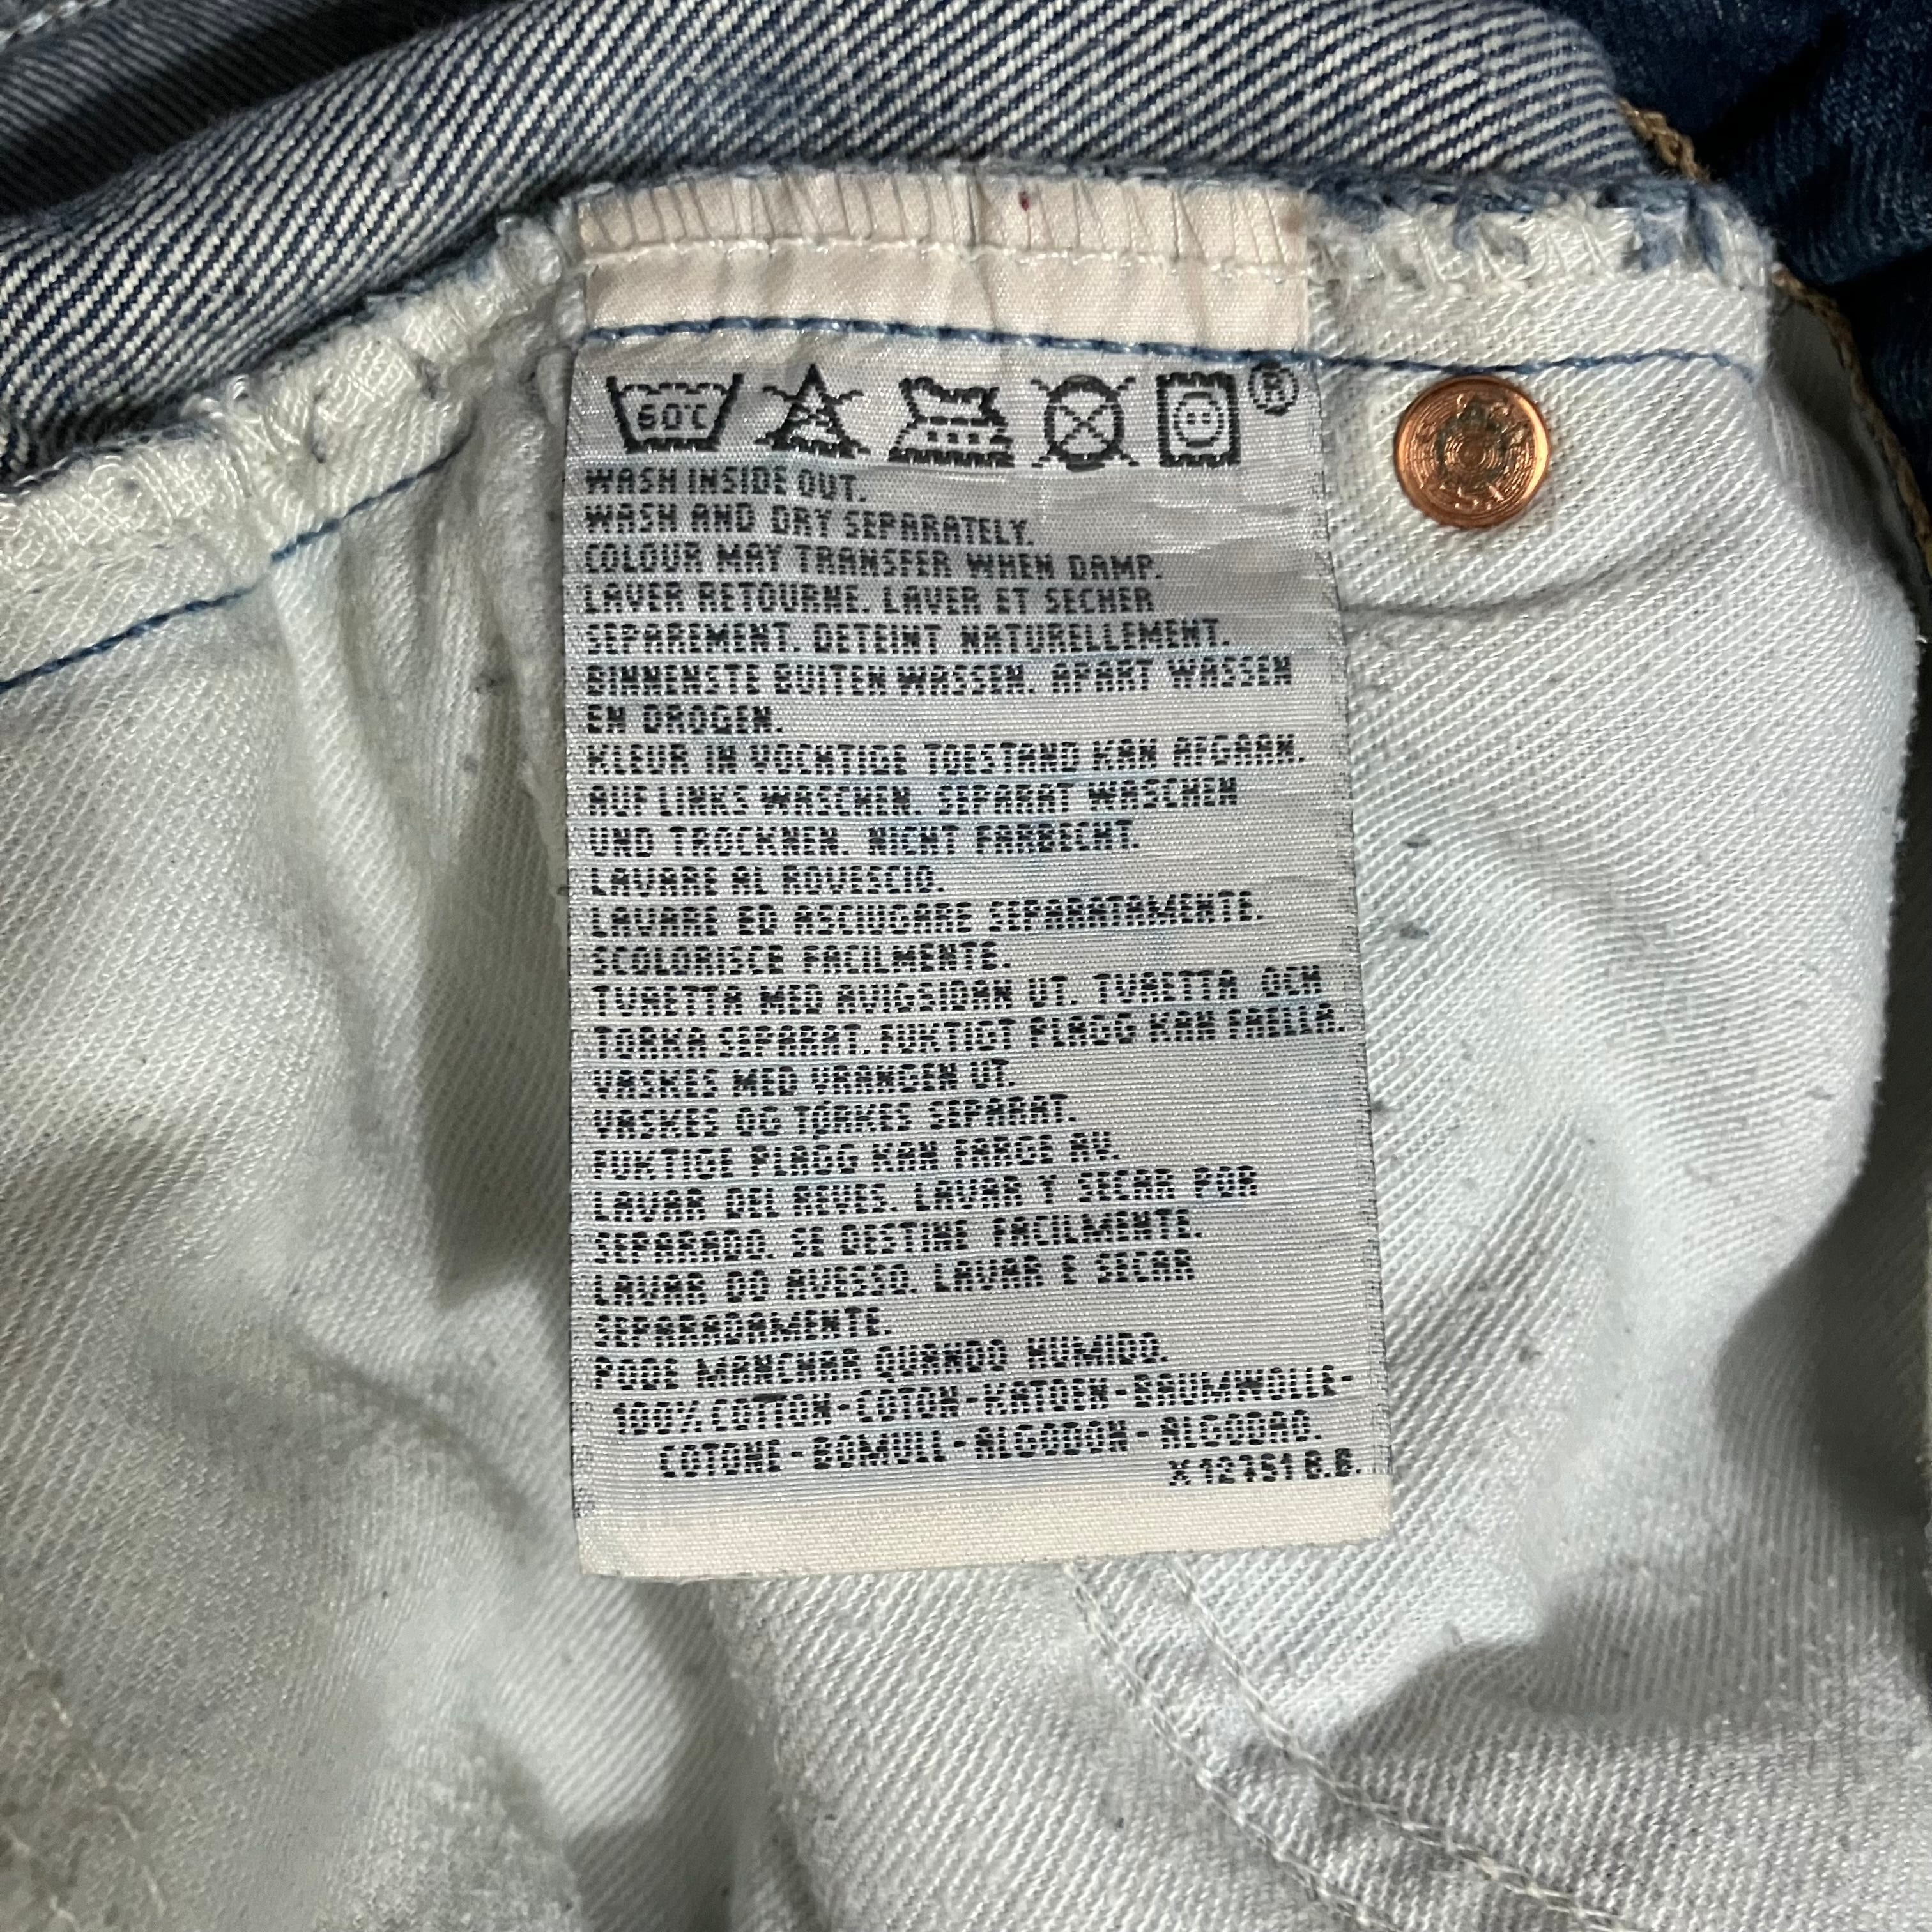 60°C
®
WASH INSIDE OUT.
WASH AND DRY SEPARATELY.
COLOUR MAY TRANSFER WHEN DAMP.
LAVER RETOURNE. LAVER ET SECHER
SEPAREMENT. DETEINT NATURELLEMENT.
BINNENSTE BUITEN WASSEN. APART WASSEN
EN DROGEN.
KLEUR IN VOCHTIGE TOESTAND KAN AFGAAN.
AUF LINKS WASCHEN. SEPARAT WASCHEN
UND TROCKNEN. NICHT FARBECHT.
LAVARE AL ROVESCIO.
LAVARE ED ASCIUGARE SEPARATAMENTE.
SCOLORISCE FACILMENTE.
TVAETTA MED AVIGSIDAN UT. TVAETTA OCH
TORKA SEPARAT. FUKTIGT PLAGG KAN FAELLA.
VASKES MED VRANGEN UT.
VASKES OG TORKES SEPARAT.
FUKTIGE PLAGG KAN FARGE AV.
LAVAR DEL REVES. LAVAR Y SECAR POR
SEPARADO. SE DESTINE FACILMENTE.
LAVAR DO AVESSO. LAVAR E SECAR
SEPARADAMENTE.
PODE MANCHAR QUANDO HUMIDO.
100% COTTON-COTON-KATOEN-BAUMWOLLE-
COTONE-BOMULL-ALGODON-ALGODAO.
X12351 B.B.